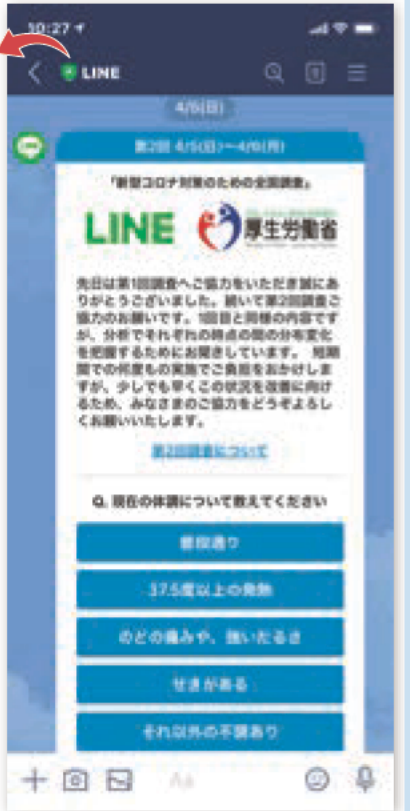 10:27
LINE
4/5(日)
第2回 4/5(日)〜4/6(月)
「新型コロナ対策のための全国調査」
LINE 厚生労働省
先日は第1回調査へご協力をいただき誠にあ
りがとうございました。続いて第2回調査ご
協力のお願いです。1回目と同様の内容です
が、分析でそれぞれの時点の間の分布変化
を把握するためにお聞きしています。 短期
間での何度もの実施でご負担をおかけしま
すが、少しでも早くこの状況を改善に向け
るため、みなさまのご協力をどうぞよろし
くお願いいたします。
第2回調査について
Q. 現在の体調について教えてください
普段通り
37.5度以上の発熱
のどの痛みや、強いだるさ
せきがある
それ以外の不調あり
Aa